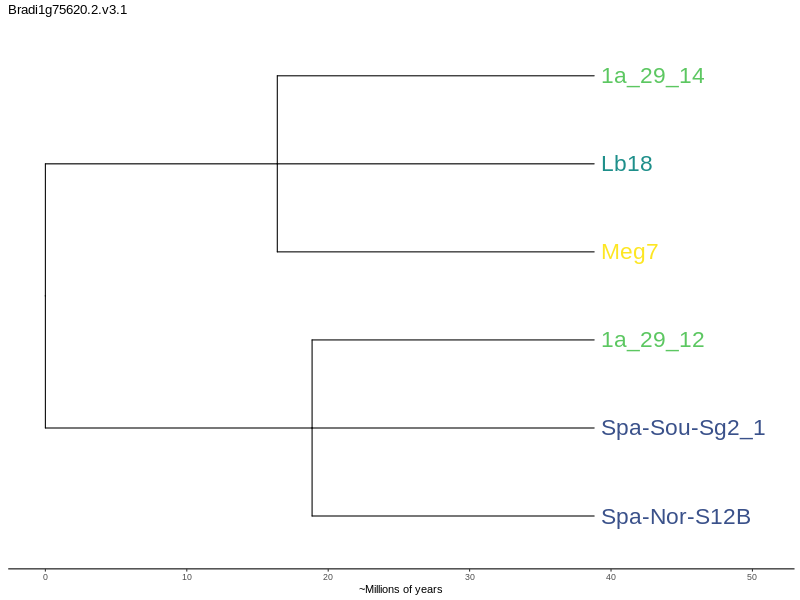 Bradi1g75620.2.v3.1
1a_29_14
Lb18
Meg7
1a_29_12
Spa-Sou-Sg2_1
Spa-Nor-S12B
0 10 20 30 40 50
~Millions of years